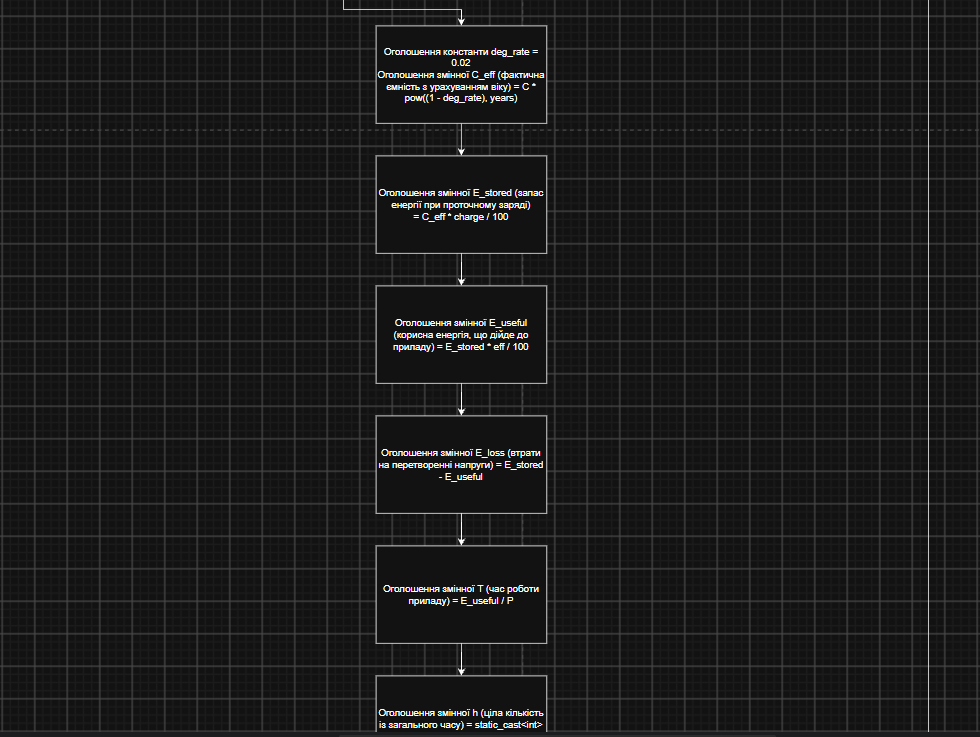 Оголошення константи deg_rate =
0.02
Оголошення змінної C_eff (фактична
ємність з урахуванням віку) = C *
pow((1 - deg_rate), years)
Оголошення змінної E_stored (запас
енергії при проточному заряді)
= C_eff * charge / 100
Оголошення змінної E_useful
(корисна енергія, що дійде до
приладу) = E_stored * eff / 100
Оголошення змінної E_loss (втрати
на перетворенні напруги) = E_stored
- E_useful
Оголошення змінної T (час роботи
приладу) = E_useful / P
Оголошення змінної h (ціла кількість
із загального часу) = static_cast<int>